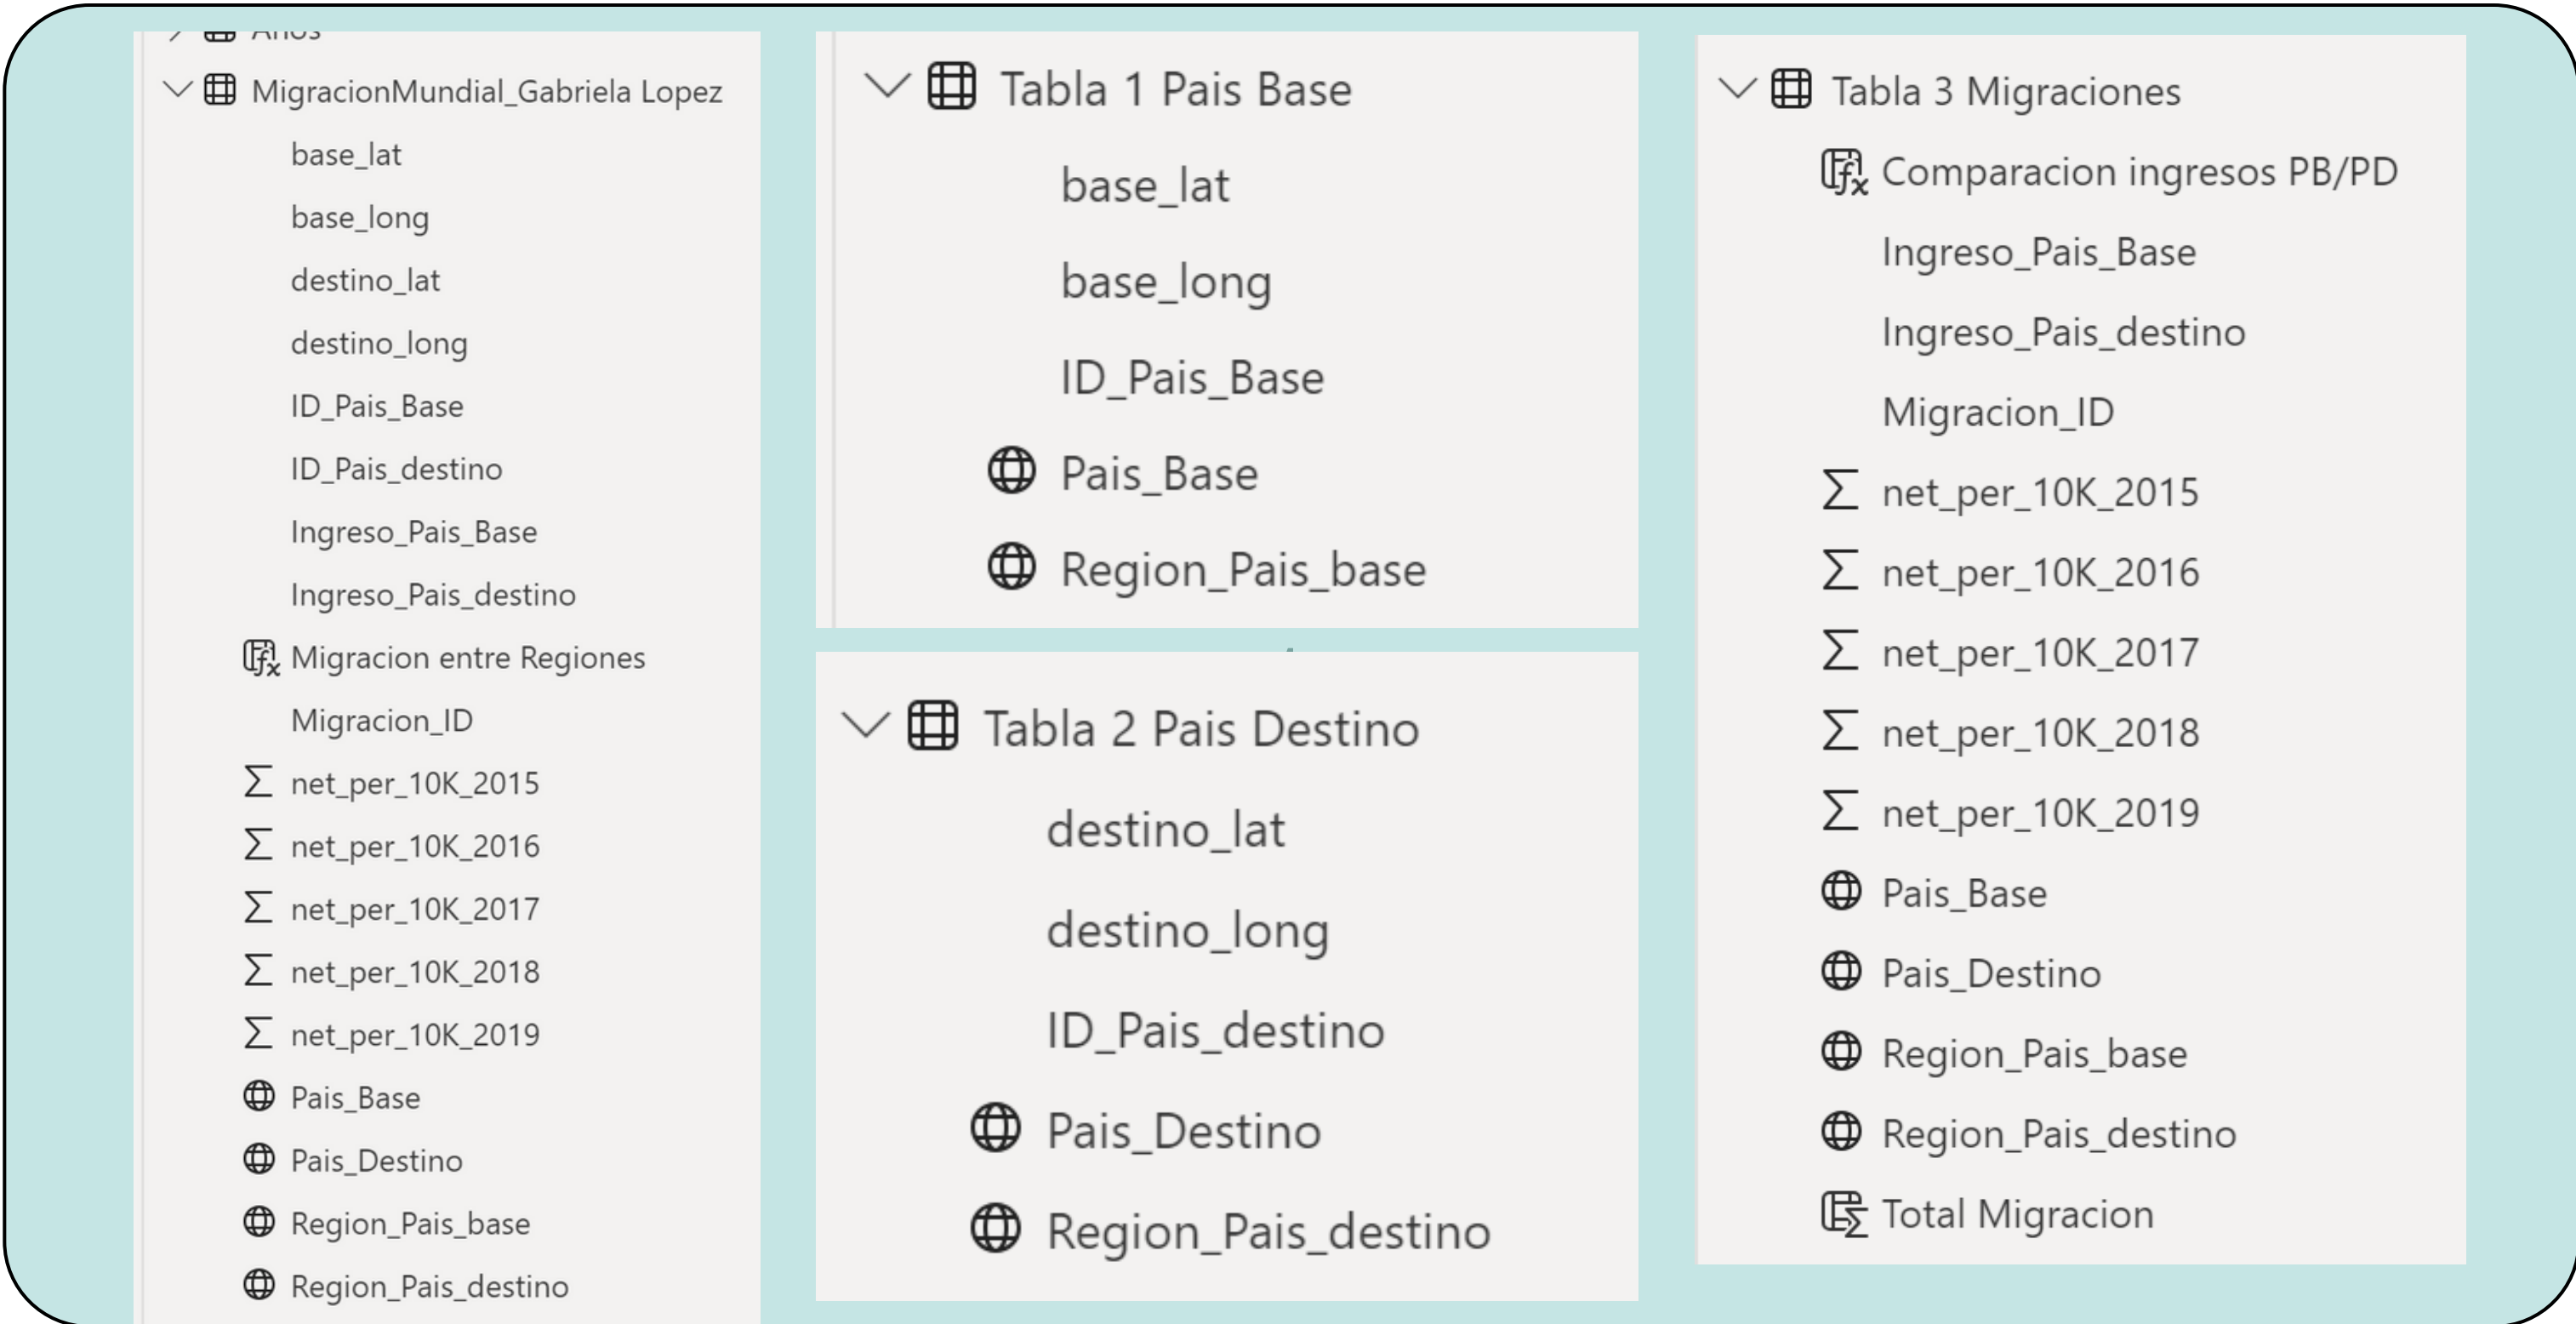 Años
MigracionMundial_Gabriela Lopez
base_lat
base_long
destino_lat
destino_long
ID_Pais_Base
ID_Pais_destino
Ingreso_Pais_Base
Ingreso_Pais_destino
Migracion entre Regiones
Migracion_ID
net_per_10K_2015
net_per_10K_2016
net_per_10K_2017
net_per_10K_2018
net_per_10K_2019
Pais_Base
Pais_Destino
Region_Pais_base
Region_Pais_destino
Tabla 1 Pais Base
base_lat
base_long
ID_Pais_Base
Pais_Base
Region_Pais_base
Tabla 2 Pais Destino
destino_lat
destino_long
ID_Pais_destino
Pais_Destino
Region_Pais_destino
Tabla 3 Migraciones
Comparacion ingresos PB/PD
Ingreso_Pais_Base
Ingreso_Pais_destino
Migracion_ID
net_per_10K_2015
net_per_10K_2016
net_per_10K_2017
net_per_10K_2018
net_per_10K_2019
Pais_Base
Pais_Destino
Region_Pais_base
Region_Pais_destino
Total Migracion